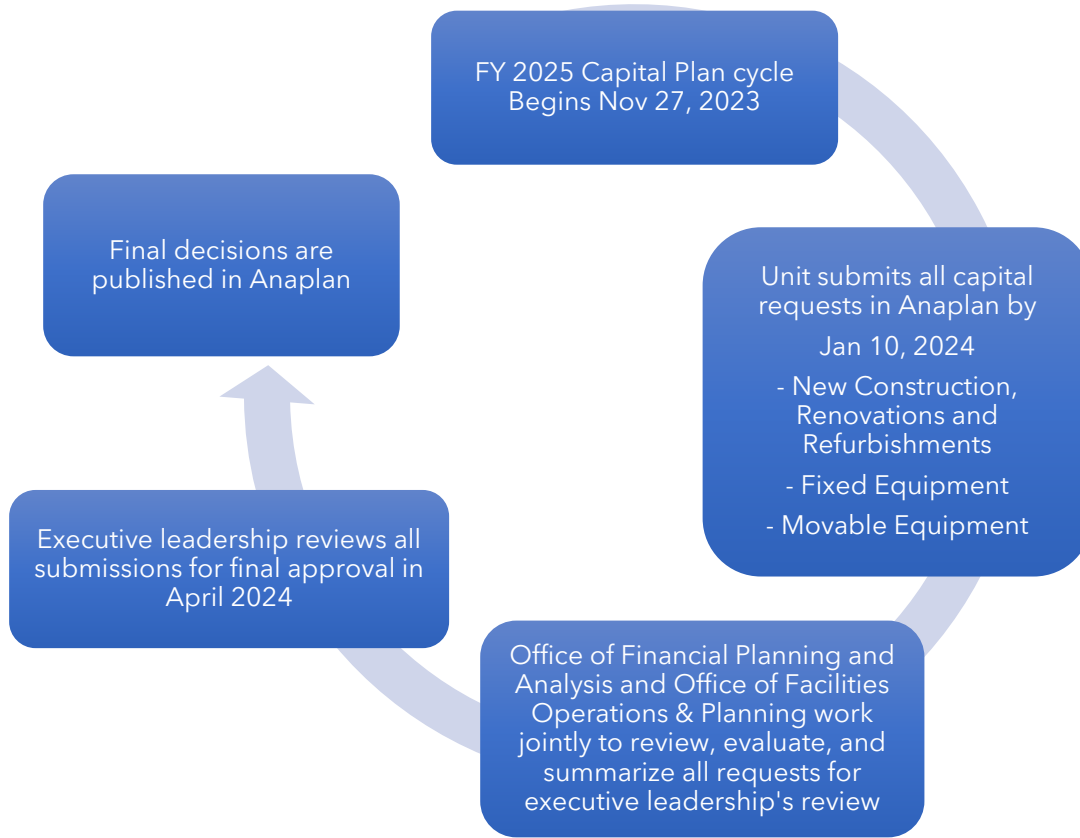 FY 2025 Capital Plan cycle
Begins Nov 27, 2023
Unit submits all capital
requests in Anaplan by
Jan 10, 2024
- New Construction,
Renovations and
Refurbishments
- Fixed Equipment
- Movable Equipment
Office of Financial Planning and
Analysis and Office of Facilities
Operations & Planning work
jointly to review, evaluate, and
summarize all requests for
executive leadership's review
Executive leadership reviews all
submissions for final approval in
April 2024
Final decisions are
published in Anaplan